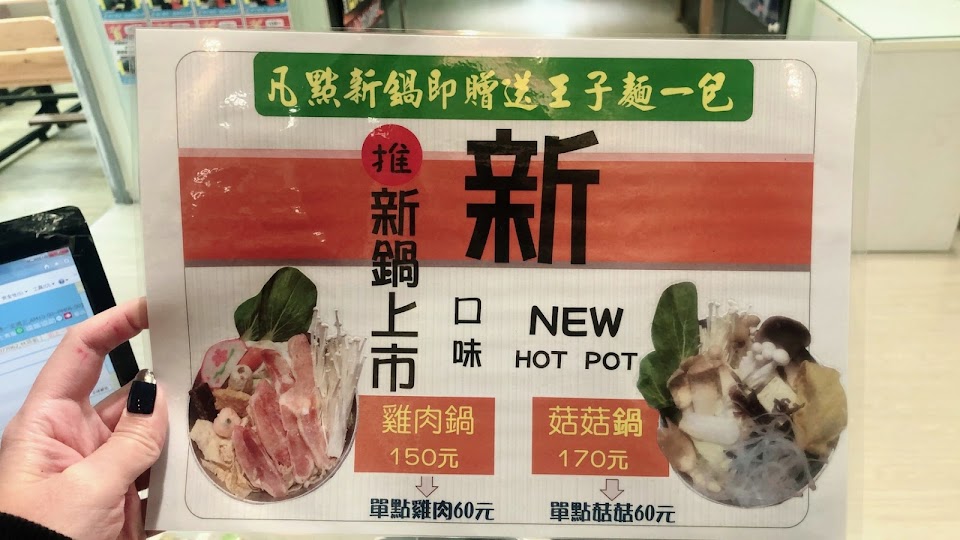 凡點新鍋即贈送王子麵一包
推
新鍋上市
新
口味
NEW
HOT POT
雞肉鍋
150元
單點雞肉60元
菇菇鍋
170元
單點菇菇60元